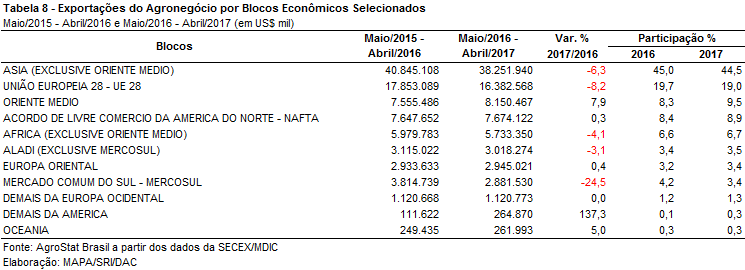 Tabela 8 - Exportações do Agronegócio por Blocos Econômicos Selecionados
Maio/2015 - Abril/2016 e Maio/2016 - Abril/2017 (em US$ mil)
Blocos Maio/2015 - Abril/2016 Maio/2016 - Abril/2017 Var. % 2017/2016 Participação % 2016 2017
ASIA (EXCLUSIVE ORIENTE MEDIO) 40.845.108 38.251.940 -6,3 45,0 44,5
UNIÃO EUROPEIA 28 - UE 28 17.853.089 16.382.568 -8,2 19,7 19,0
ORIENTE MEDIO 7.555.486 8.150.467 7,9 8,3 9,5
ACORDO DE LIVRE COMERCIO DA AMERICA DO NORTE - NAFTA 7.647.652 7.674.122 0,3 8,4 8,9
AFRICA (EXCLUSIVE ORIENTE MEDIO) 5.979.783 5.733.350 -4,1 6,6 6,7
ALADI (EXCLUSIVE MERCOSUL) 3.115.022 3.018.274 -3,1 3,4 3,5
EUROPA ORIENTAL 2.933.633 2.945.021 0,4 3,2 3,4
MERCADO COMUM DO SUL - MERCOSUL 3.814.739 2.881.530 -24,5 4,2 3,4
DEMAIS DA EUROPA OCIDENTAL 1.120.668 1.120.773 0,0 1,2 1,3
DEMAIS DA AMERICA 111.622 264.870 137,3 0,1 0,3
OCEANIA 249.435 261.993 5,0 0,3 0,3
Fonte: AgroStat Brasil a partir dos dados da SECEX/MDIC
Elaboração: MAPA/SRI/DAC